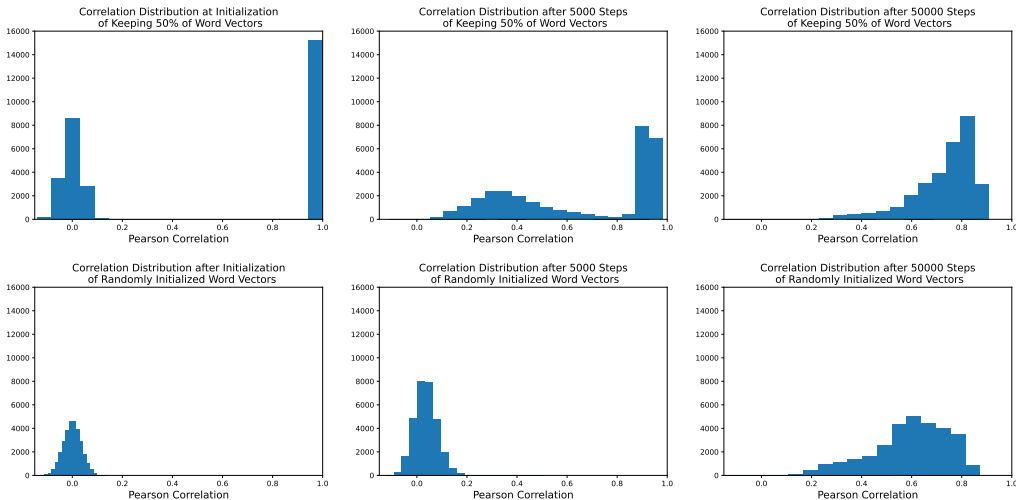 Correlation Distribution at Initialization
of Keeping 50% of Word Vectors
16000
14000
12000
10000
8000
6000
4000
2000
0
0.0 0.2 0.4 0.6 0.8 1.0
Pearson Correlation
Correlation Distribution after 5000 Steps
of Keeping 50% of Word Vectors
16000
14000
12000
10000
8000
6000
4000
2000
0
0.0 0.2 0.4 0.6 0.8 1.0
Pearson Correlation
Correlation Distribution after 50000 Steps
of Keeping 50% of Word Vectors
16000
14000
12000
10000
8000
6000
4000
2000
0
0.0 0.2 0.4 0.6 0.8 1.0
Pearson Correlation
Correlation Distribution after Initialization
of Randomly Initialized Word Vectors
16000
14000
12000
10000
8000
6000
4000
2000
0
0.0 0.2 0.4 0.6 0.8 1.0
Pearson Correlation
Correlation Distribution after 5000 Steps
of Randomly Initialized Word Vectors
16000
14000
12000
10000
8000
6000
4000
2000
0
0.0 0.2 0.4 0.6 0.8 1.0
Pearson Correlation
Correlation Distribution after 50000 Steps
of Randomly Initialized Word Vectors
16000
14000
12000
10000
8000
6000
4000
2000
0
0.0 0.2 0.4 0.6 0.8 1.0
Pearson Correlation